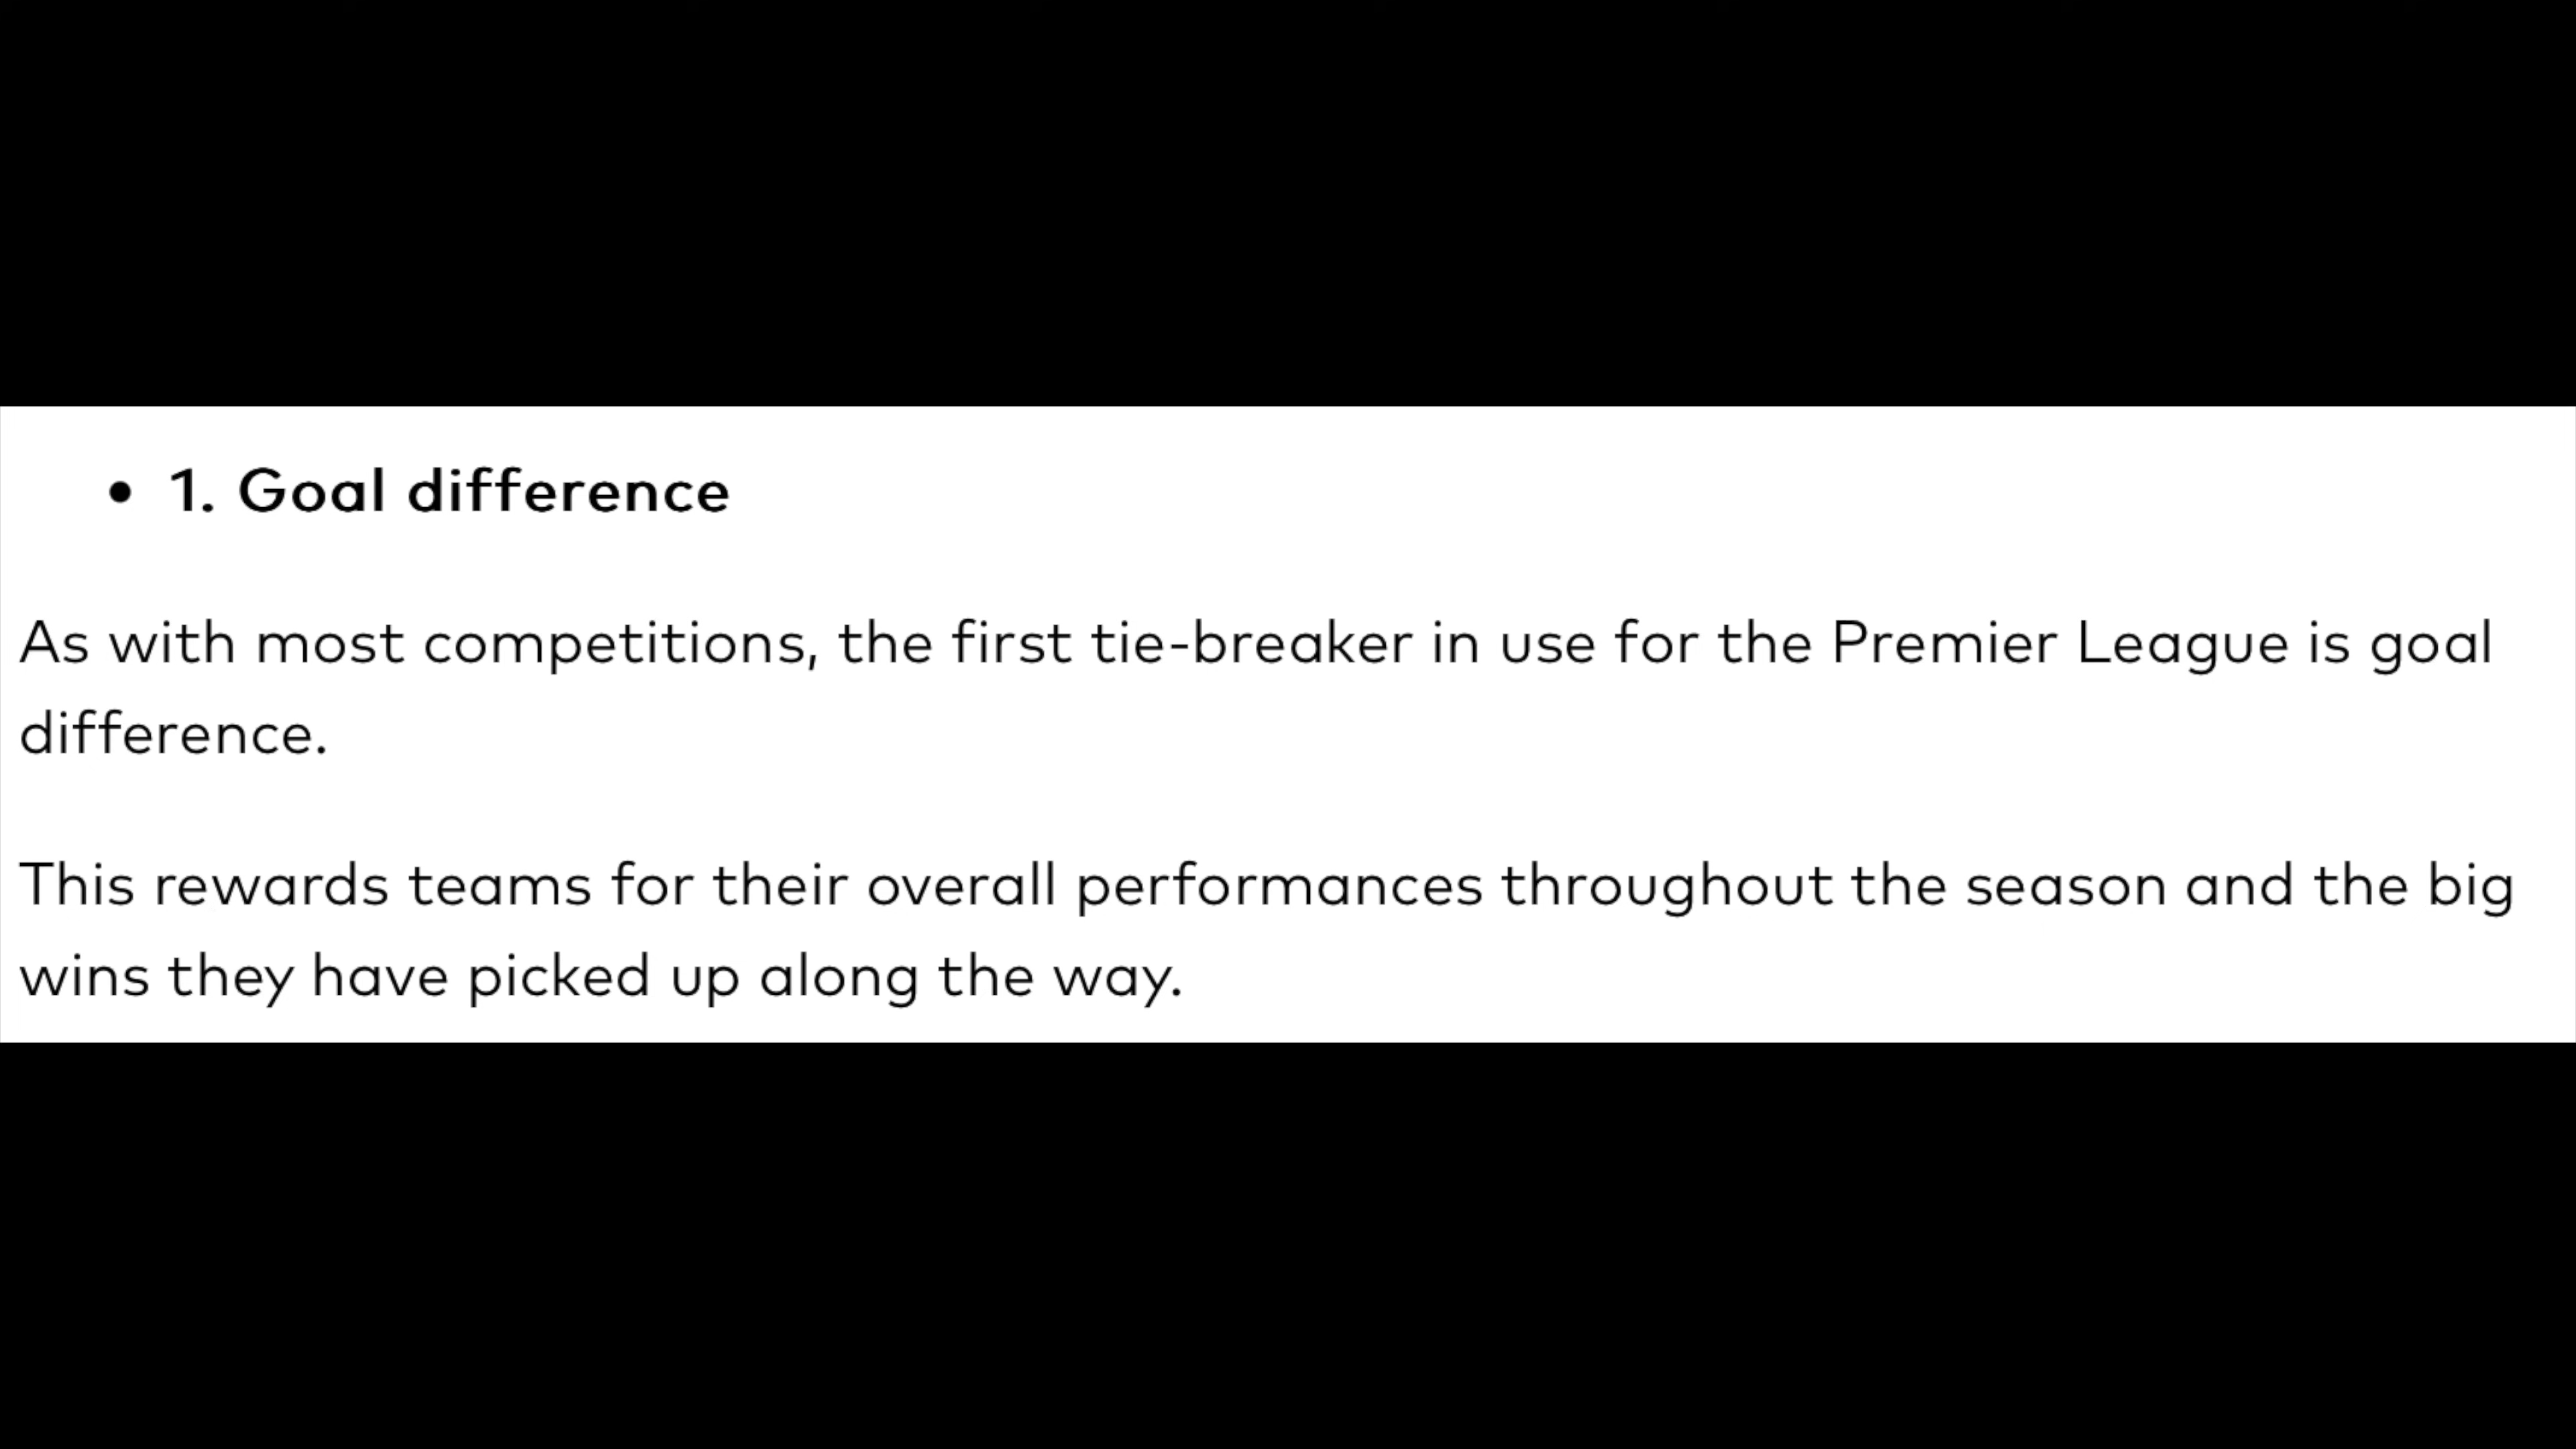 • 1. Goal difference
As with most competitions, the first tie-breaker in use for the Premier League is goal
difference.
This rewards teams for their overall performances throughout the season and the big
wins they have picked up along the way.